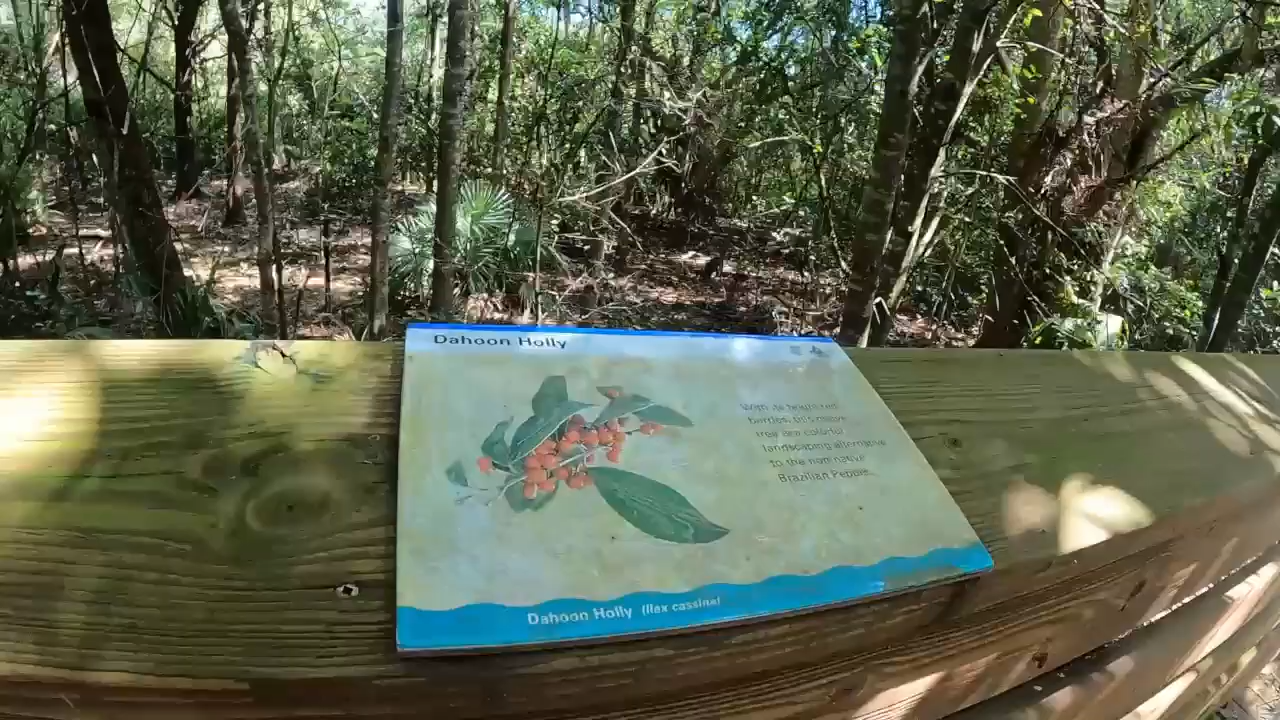 Dahoon Holly
With its bright red
berries, this native
tree is a colorful
landscaping alternative
to the non native
Brazilian Pepper.
Dahoon Holly (Ilex cassine)